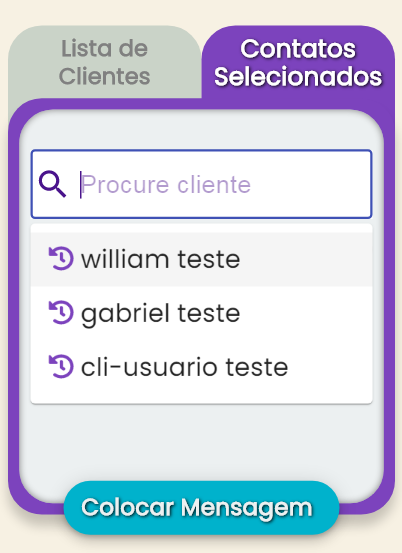 Lista de
Clientes
Contatos
Selecionados
Procure cliente
william teste
gabriel teste
cli-usuario teste
Colocar Mensagem